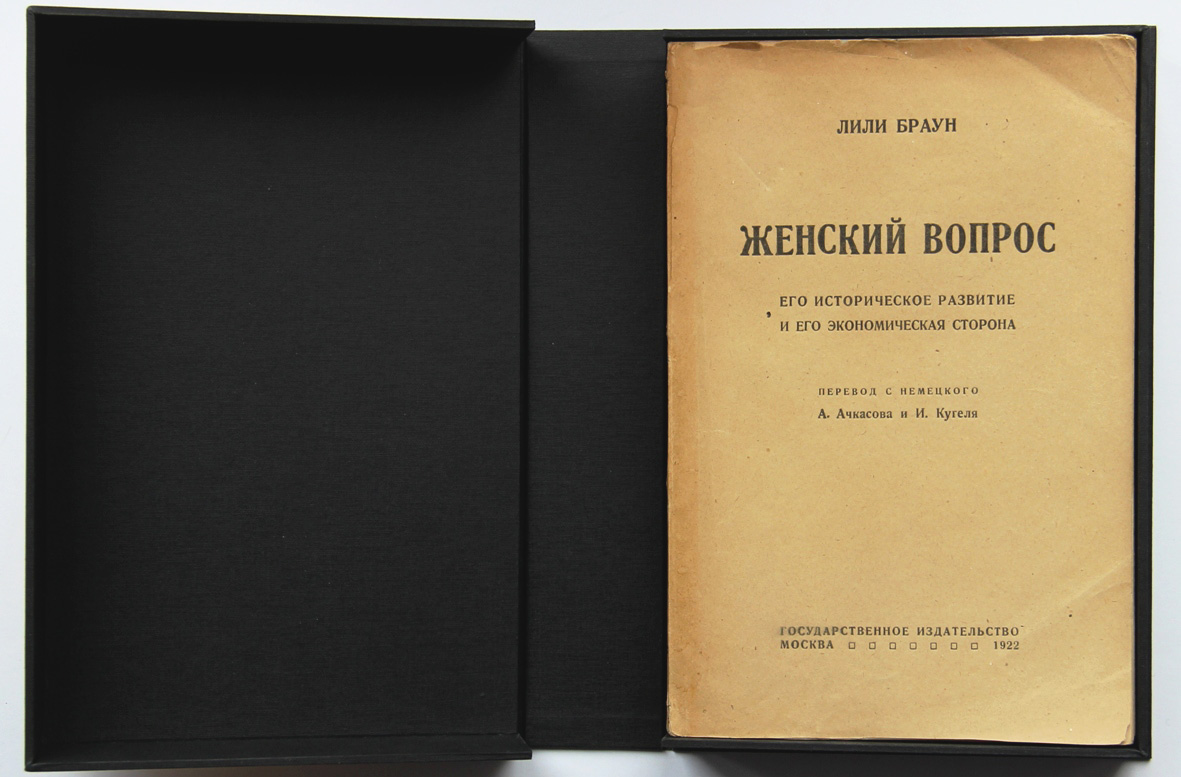 ЛИЛИ БРАУН
ЖЕНСКИЙ ВОПРОС
ЕГО ИСТОРИЧЕСКОЕ РАЗВИТИЕ
И ЕГО ЭКОНОМИЧЕСКАЯ СТОРОНА
ПЕРЕВОД С НЕМЕЦКОГО
А. Ачкасова и И. Кугеля
ГОСУДАРСТВЕННОЕ ИЗДАТЕЛЬСТВО
МОСКВА □ □ □ □ □ □ □ 1922